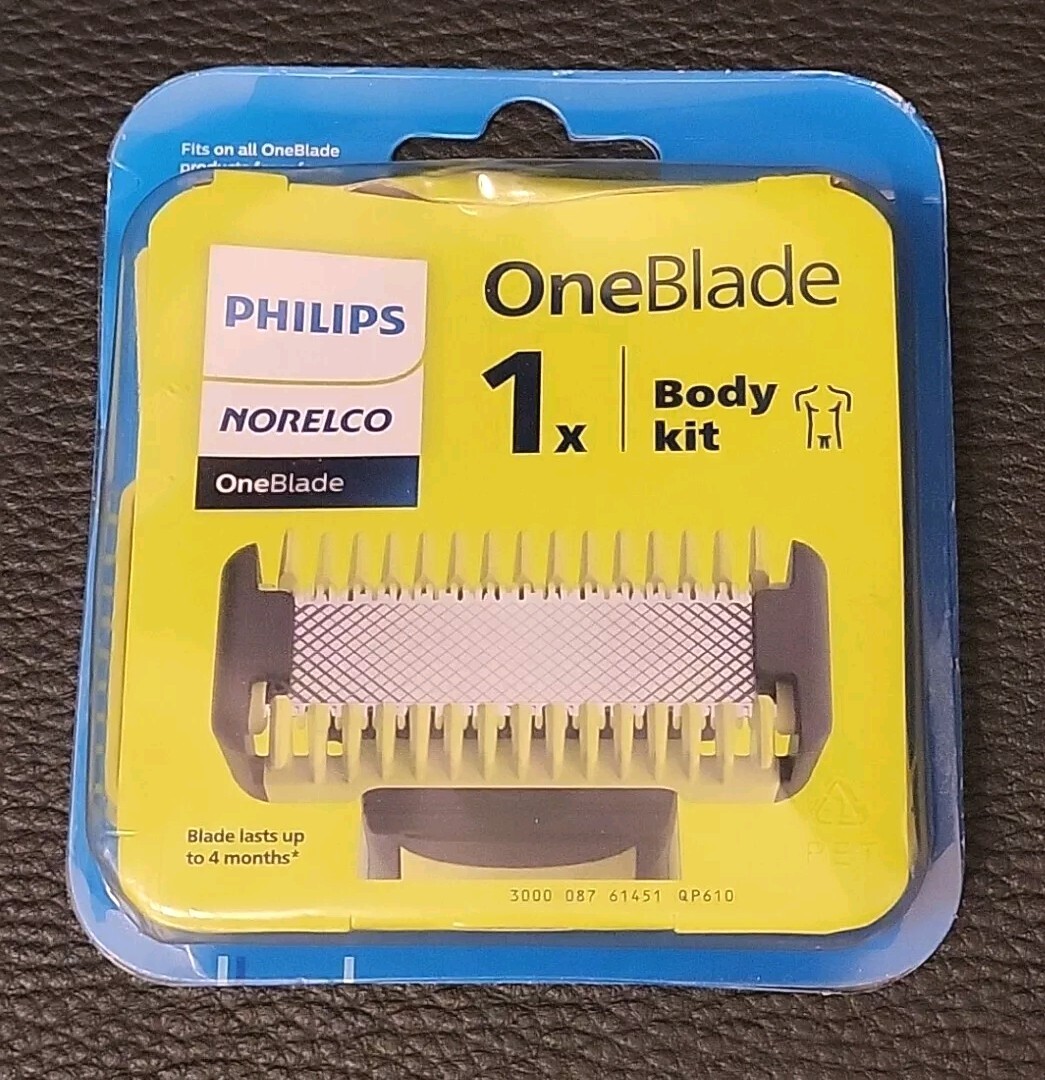 Fits on all OneBlade
products
PHILIPS
NORELCO
OneBlade
OneBlade
1x
Body
kit
Blade lasts up
to 4 months*
PET
3000 087 61451 QP610